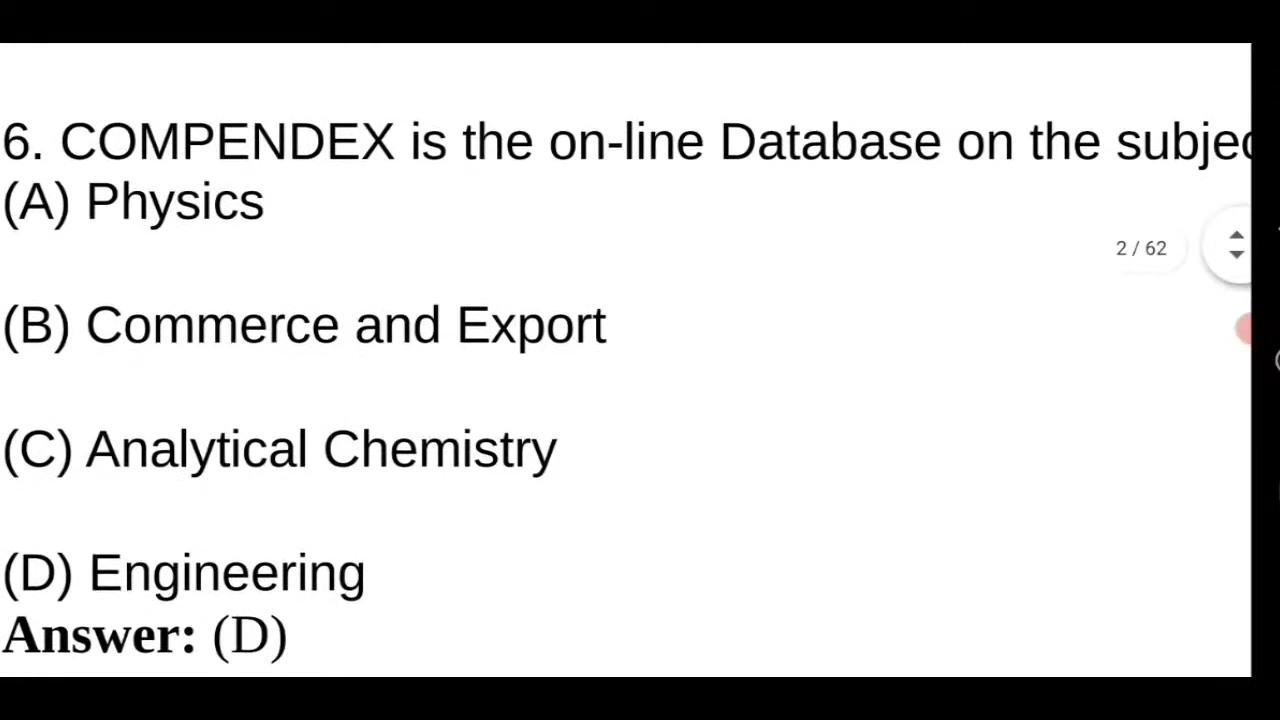 6. COMPENDEX is the on-line Database on the subjec
(A) Physics
2 / 62
(B) Commerce and Export
(C) Analytical Chemistry
(D) Engineering
Answer: (D)